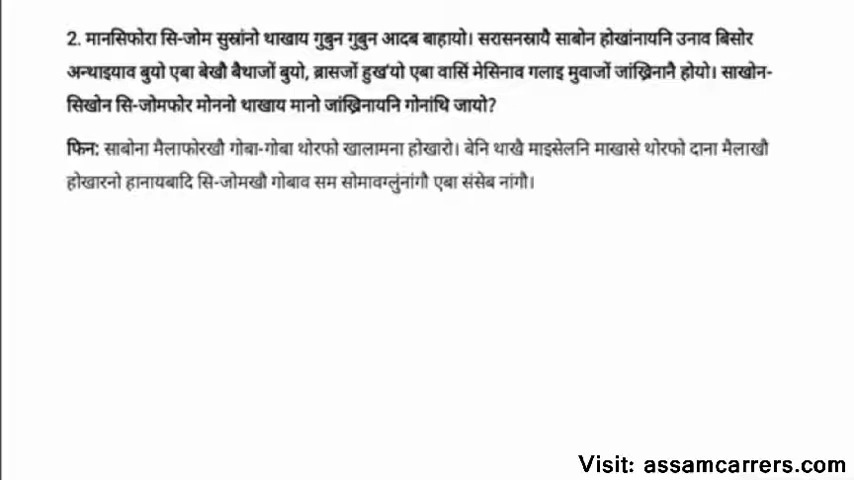 2. मानसिफोरा सि-जोम सुस्रांनो थाखाय गुबुन गुबुन आदब बाहायो। सरासनस्रायै साबोन होखांनायनि उनाव बिसोर
अन्थाइयाव बुयो एबा बेखौ बैथाजों बुयो, ब्रासजों हुख'यो एबा वासिं मेसिनाव गलाइ मुवाजों जांख्रिनानै होयो। साखोन-
सिखोन सि-जोमफोर मोननो थाखाय मानो जांख्रिनायनि गोनांथि जायो?
फिन: साबोना मैलाफोरखौ गोबा-गोबा थोरफो खालामना होखारो। बेनि थाखै माइसेलनि माखासे थोरफो दाना मैलाखौ
होखारनो हानायबादि सि-जोमखौ गोबाव सम सोमावग्लुंनांगौ एबा संसेब नांगौ।
Visit: assamcarrers.com